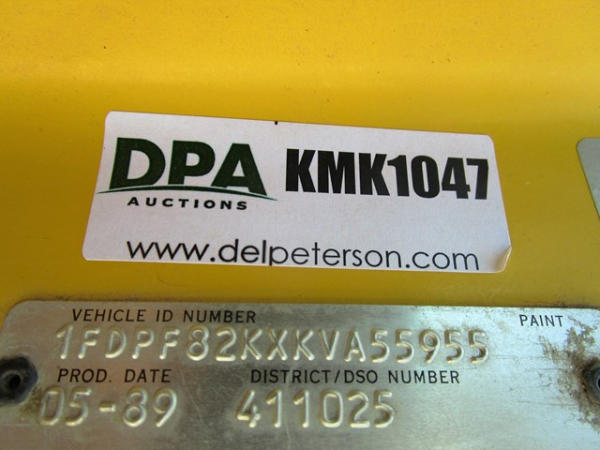 DPA
AUCTIONS
KMK1047
www.delpeterson.com
VEHICLE ID NUMBER
PAINT
1FDPF82KXKVA55955
PROD. DATE
DISTRICT/DSO NUMBER
05-89
411025